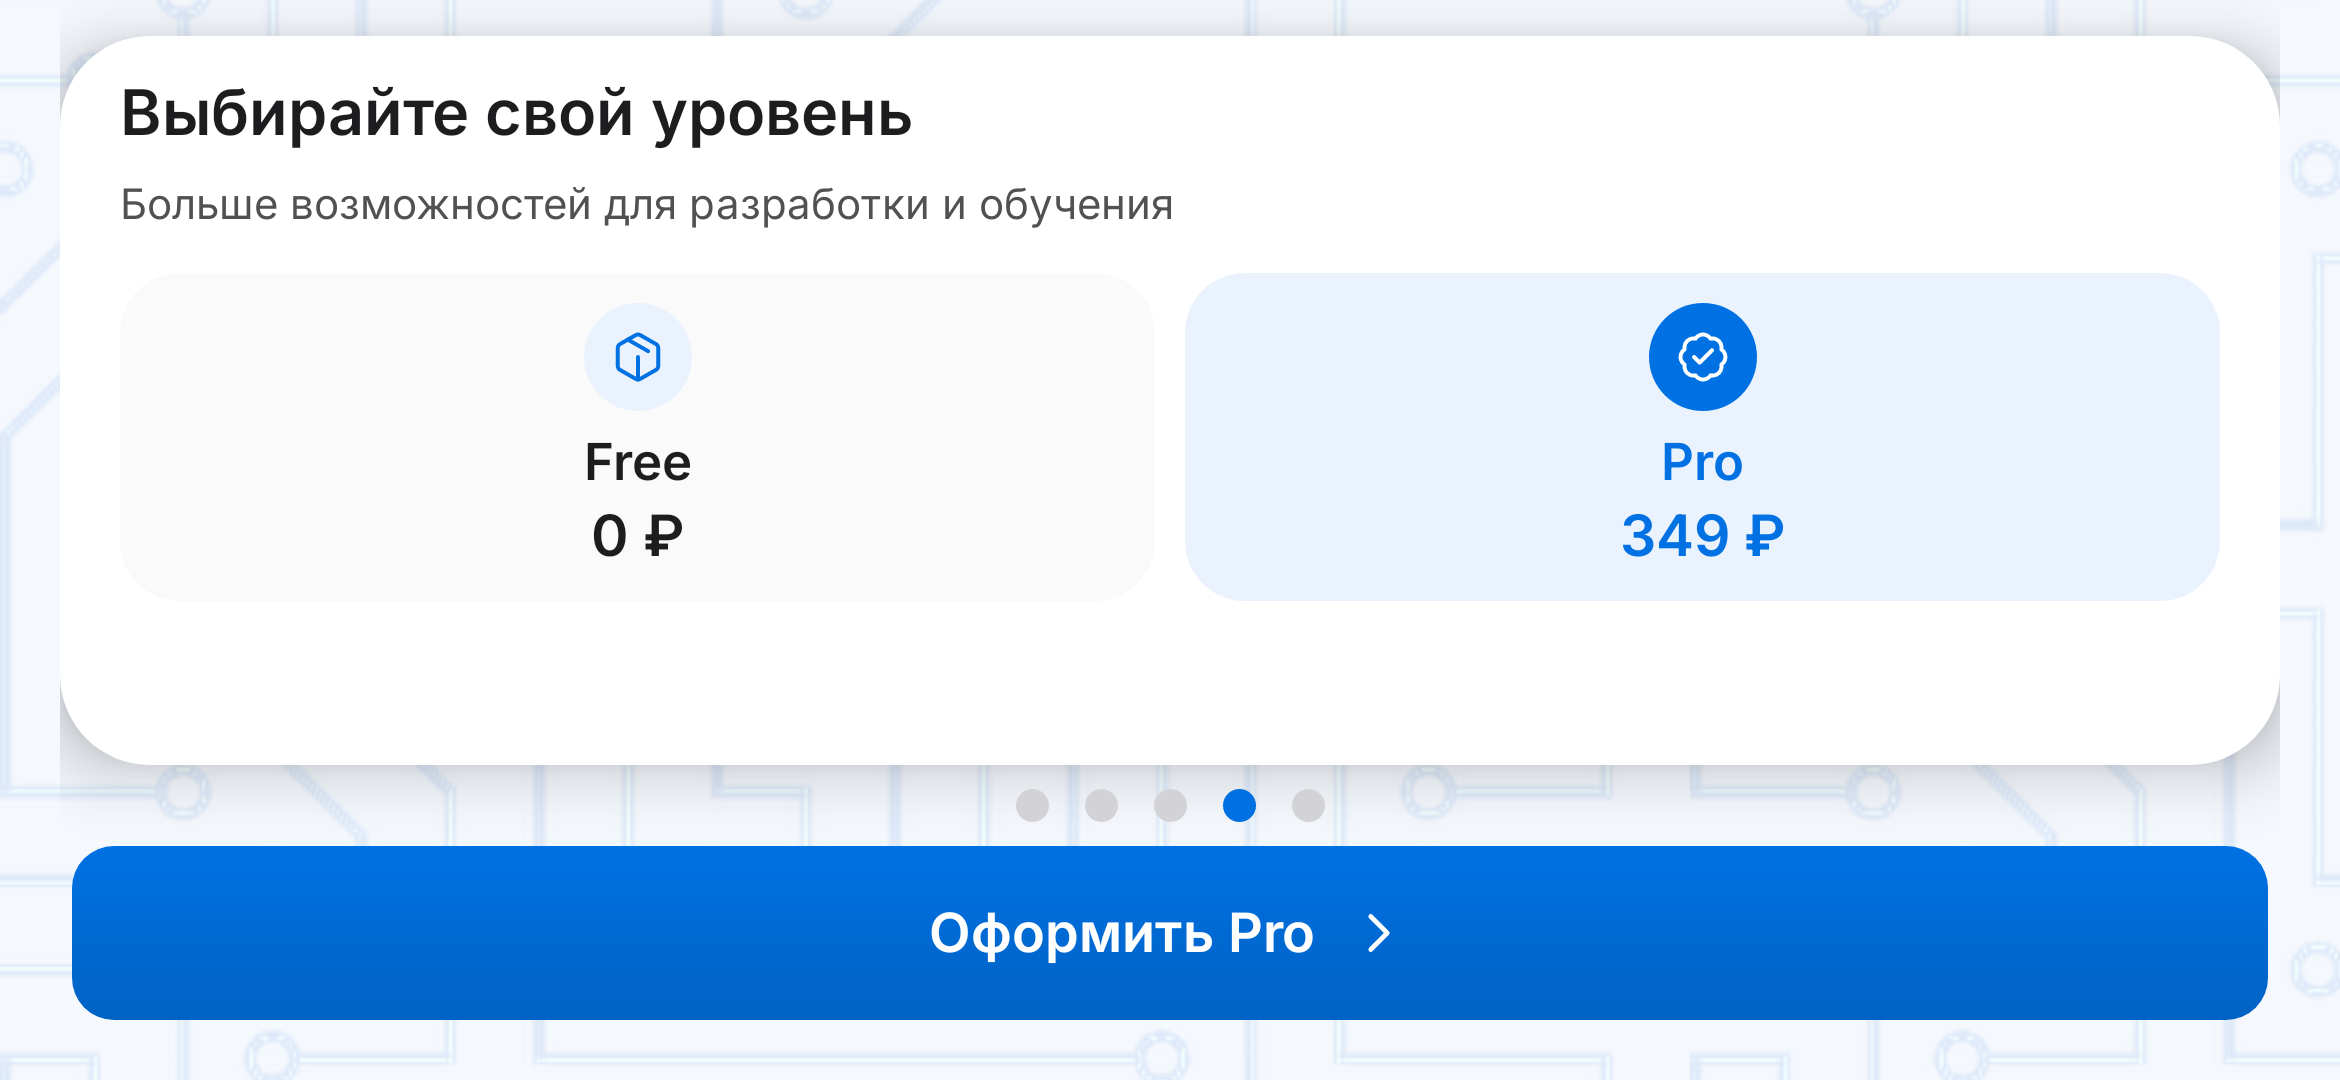 Выбирайте свой уровень
Больше возможностей для разработки и обучения
Free
0 ₽
Pro
349 ₽
Оформить Pro